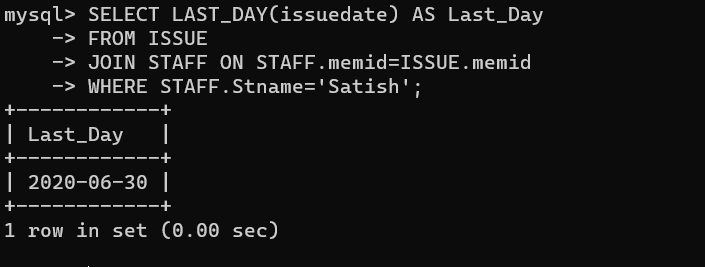 mysql> SELECT LAST_DAY(issuedate) AS Last_Day
    -> FROM ISSUE
    -> JOIN STAFF ON STAFF.memid=ISSUE.memid
    -> WHERE STAFF.Stname='Satish';
+------------+
| Last_Day   |
+------------+
| 2020-06-30 |
+------------+
1 row in set (0.00 sec)